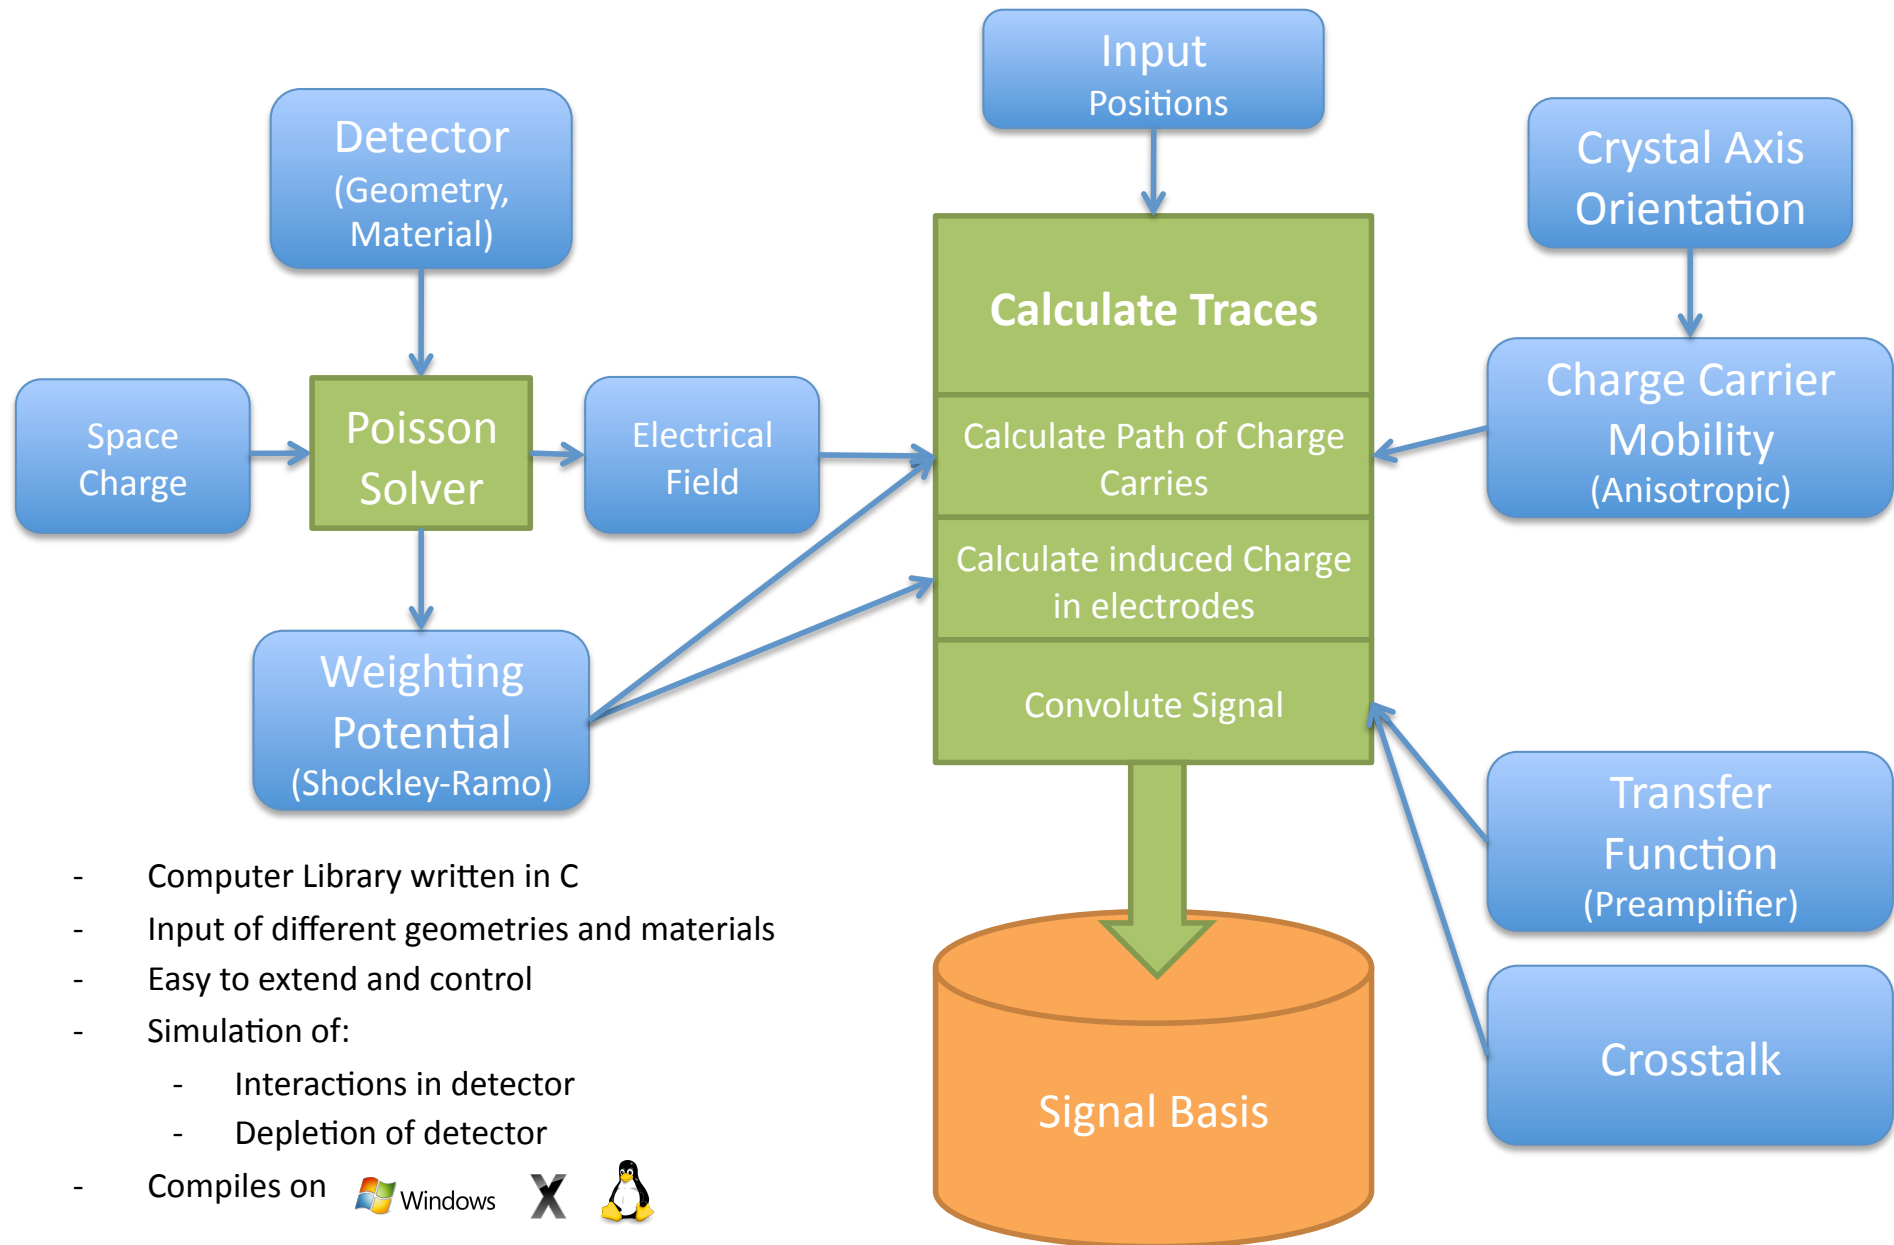 Input
Positions
Detector
(Geometry,
Material)
Crystal Axis
Orientation
Calculate Traces
Space
Charge
Poisson
Solver
Electrical
Field
Calculate Path of Charge
Carries
Charge Carrier
Mobility
(Anisotropic)
Calculate induced Charge
in electrodes
Weighting
Potential
(Shockley-Ramo)
Convolute Signal
Transfer
Function
(Preamplifier)
Crosstalk
Signal Basis
- Computer Library written in C
- Input of different geometries and materials
- Easy to extend and control
- Simulation of:
- Interactions in detector
- Depletion of detector
- Compiles on Windows X